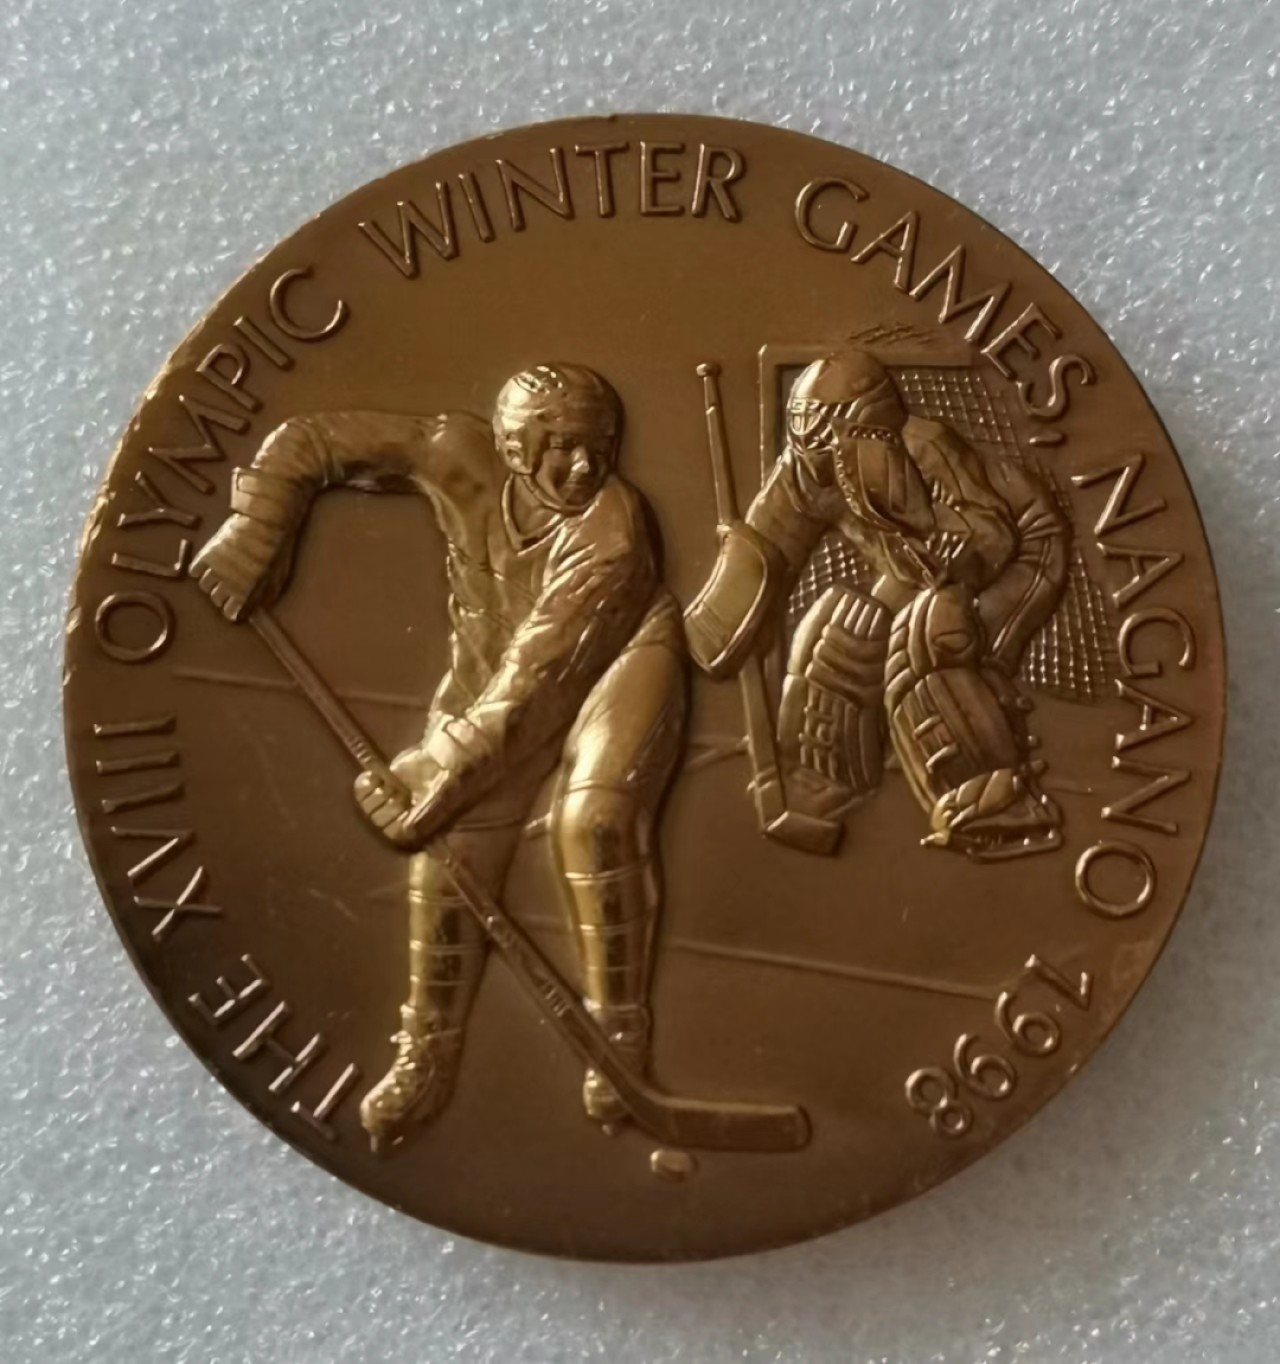 THE XVIII OLYMPIC WINTER GAMES, NAGANO 1998